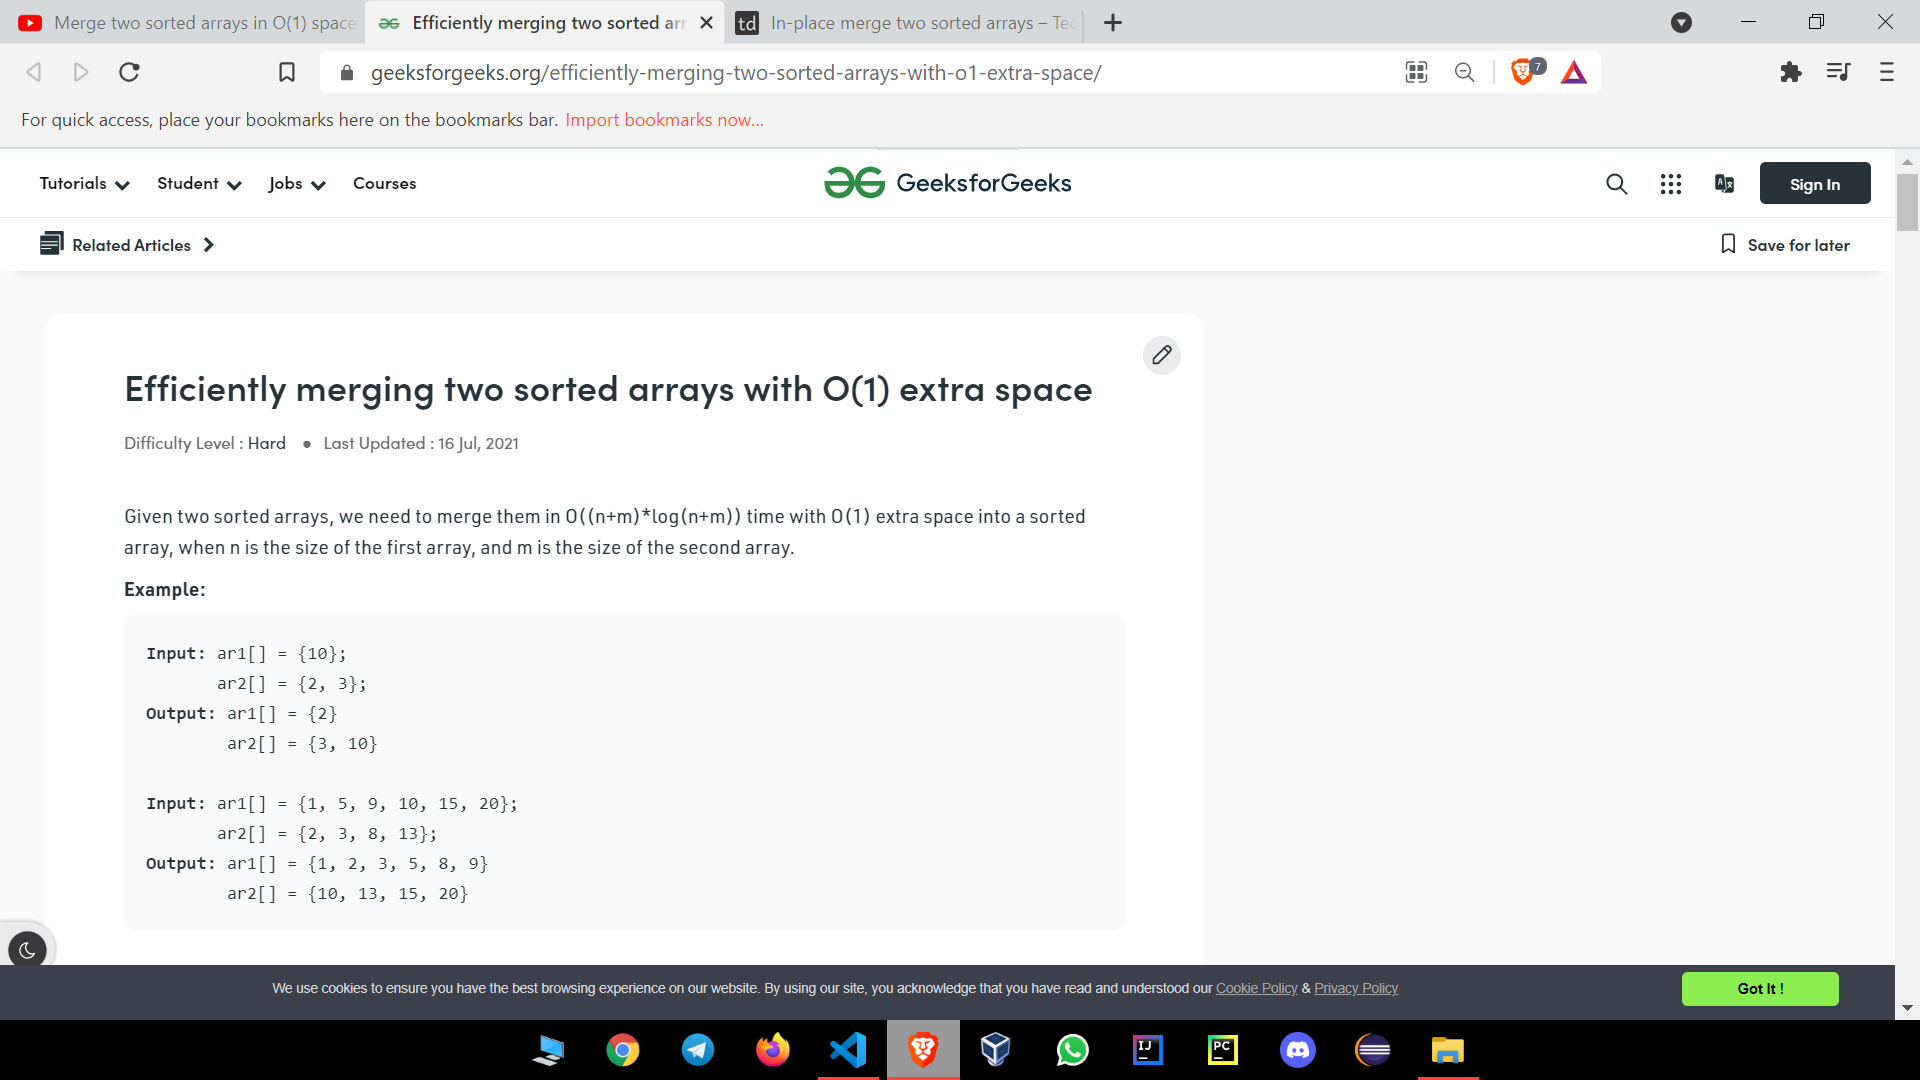 Merge two sorted arrays in O(1) space
Efficiently merging two sorted arr
In-place merge two sorted arrays – Tec
geeksforgeeks.org/efficiently-merging-two-sorted-arrays-with-o1-extra-space/
7
For quick access, place your bookmarks here on the bookmarks bar. Import bookmarks now...
Tutorials Student Jobs Courses
GeeksforGeeks
Sign In
Related Articles
Save for later
Efficiently merging two sorted arrays with O(1) extra space
Difficulty Level : Hard ● Last Updated : 16 Jul, 2021
Given two sorted arrays, we need to merge them in O((n+m)*log(n+m)) time with O(1) extra space into a sorted
array, when n is the size of the first array, and m is the size of the second array.
Example:
Input: ar1[] = {10};
ar2[] = {2, 3};
Output: ar1[] = {2}
ar2[] = {3, 10}
Input: ar1[] = {1, 5, 9, 10, 15, 20};
ar2[] = {2, 3, 8, 13};
Output: ar1[] = {1, 2, 3, 5, 8, 9}
ar2[] = {10, 13, 15, 20}
We use cookies to ensure you have the best browsing experience on our website. By using our site, you acknowledge that you have read and understood our Cookie Policy & Privacy Policy
Got It !
td
IJ
PC